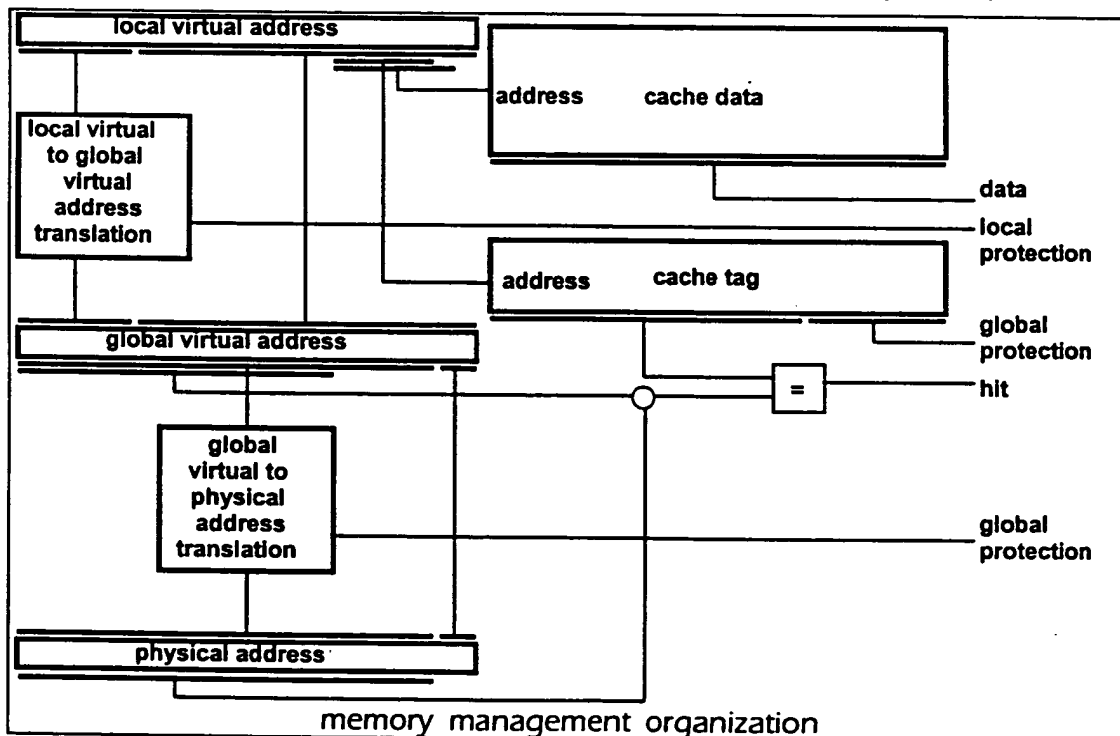 local virtual address
address
cache data
local virtual
to global
virtual
address
translation
data
local
protection
address
cache tag
global virtual address
global
protection
=
hit
global
virtual to
physical
address
translation
global
protection
physical address
memory management organization